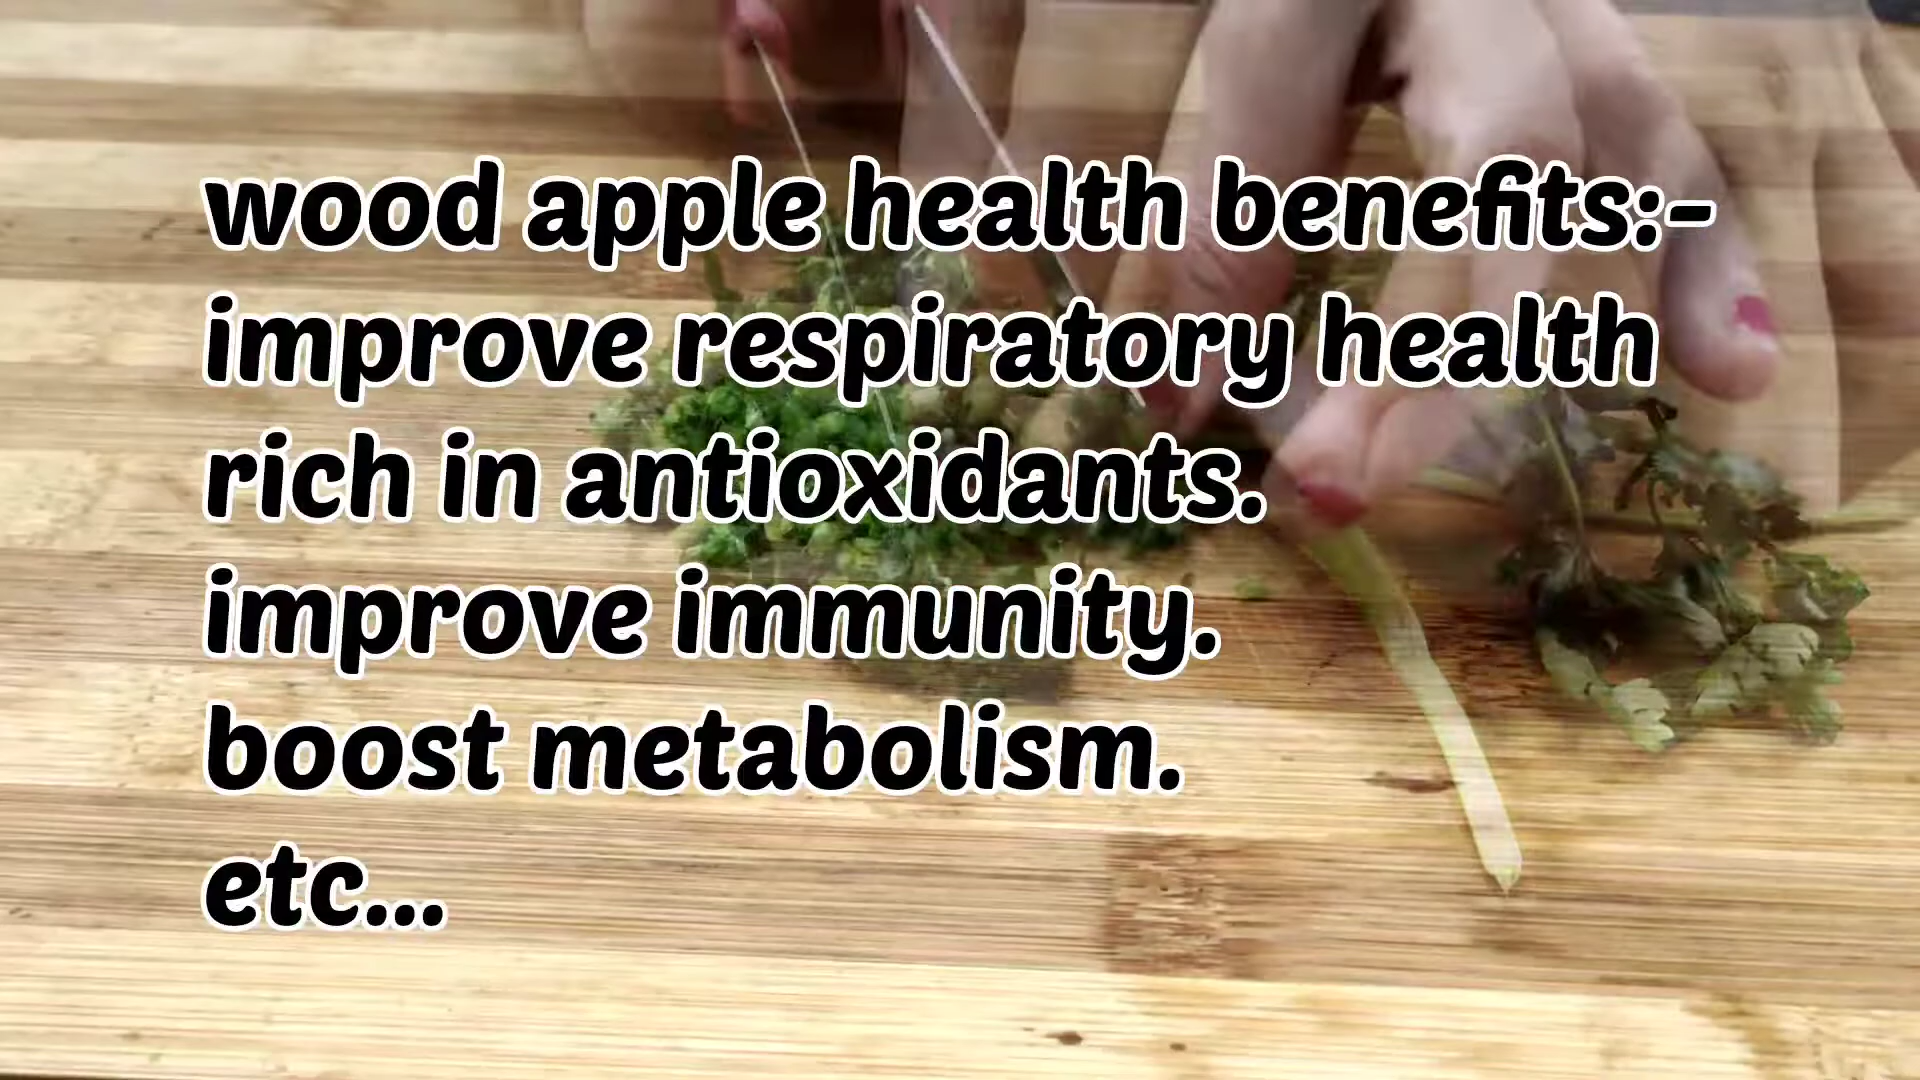 wood apple health benefits:-
improve respiratory health
rich in antioxidants.
improve immunity.
boost metabolism.
etc...